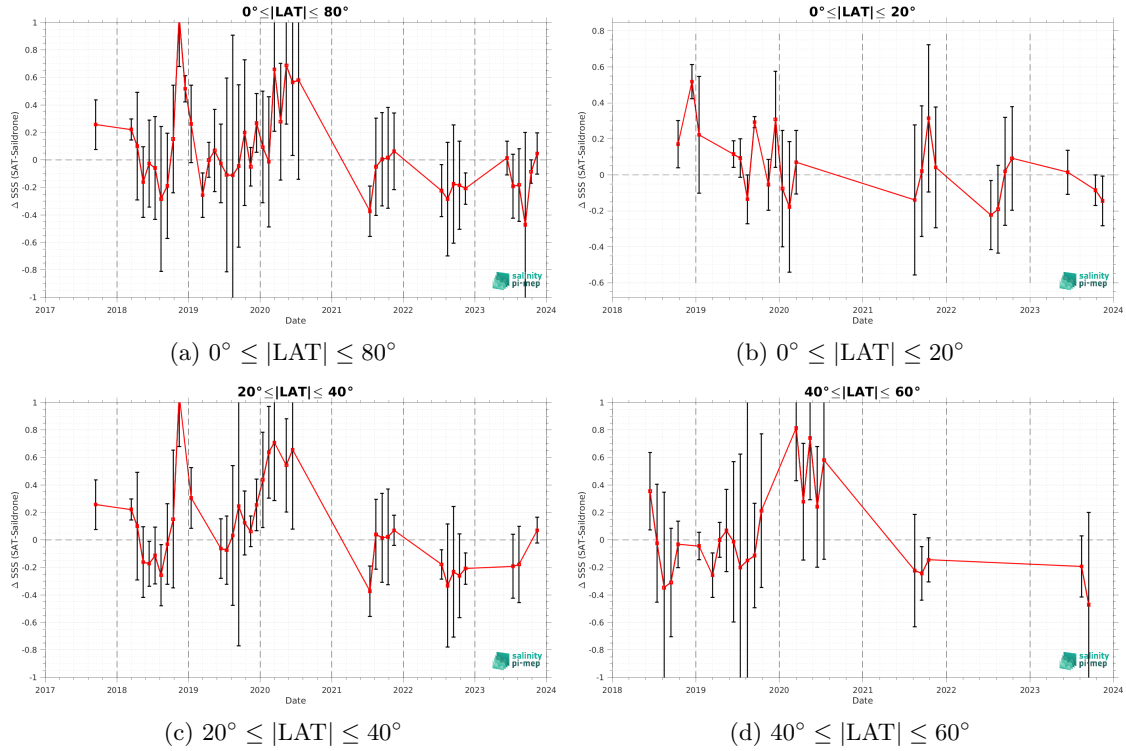 0°≤|LAT|≤ 80°
Δ SSS (SAT-Saildrone)
1
0.8
0.6
0.4
0.2
0
-0.2
-0.4
-0.6
-0.8
-1
2017
2018
2019
2020
2021
2022
2023
2024
Date
salinity
pi-mep
(a) 0° ≤ |LAT| ≤ 80°
0°≤|LAT|≤ 20°
Δ SSS (SAT-Saildrone)
0.8
0.6
0.4
0.2
0
-0.2
-0.4
-0.6
2018
2019
2020
2021
2022
2023
2024
Date
salinity
pi-mep
(b) 0° ≤ |LAT| ≤ 20°
20°≤|LAT|≤ 40°
Δ SSS (SAT-Saildrone)
1
0.8
0.6
0.4
0.2
0
-0.2
-0.4
-0.6
-0.8
-1
2017
2018
2019
2020
2021
2022
2023
2024
Date
salinity
pi-mep
(c) 20° ≤ |LAT| ≤ 40°
40°≤|LAT|≤ 60°
Δ SSS (SAT-Saildrone)
1
0.8
0.6
0.4
0.2
0
-0.2
-0.4
-0.6
-0.8
-1
2018
2019
2020
2021
2022
2023
2024
Date
salinity
pi-mep
(d) 40° ≤ |LAT| ≤ 60°